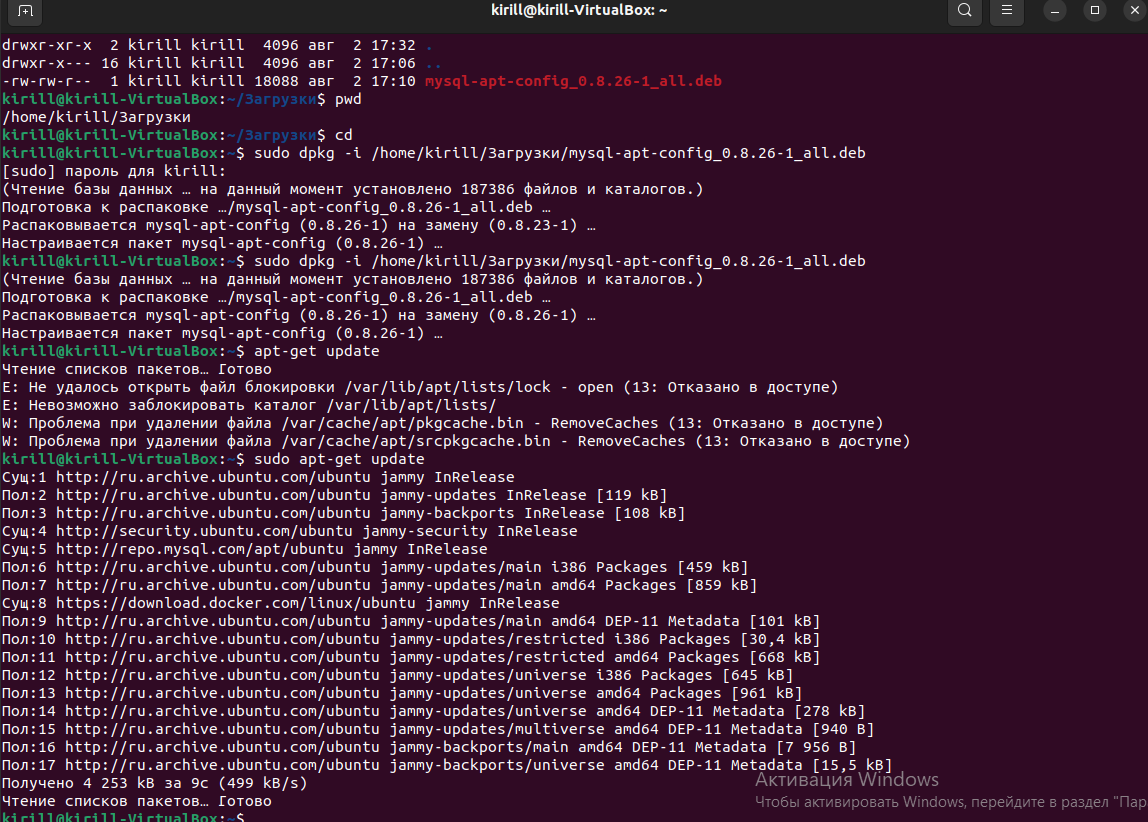 kirill@kirill-VirtualBox: ~
drwxr-xr-x  2 kirill kirill  4096 авг  2 17:32 .
drwxr-x--- 16 kirill kirill  4096 авг  2 17:06 ..
-rw-rw-r--  1 kirill kirill 18088 авг  2 17:10 mysql-apt-config_0.8.26-1_all.deb
kirill@kirill-VirtualBox:~/Загрузки$ pwd
/home/kirill/Загрузки
kirill@kirill-VirtualBox:~/Загрузки$ cd
kirill@kirill-VirtualBox:~$ sudo dpkg -i /home/kirill/Загрузки/mysql-apt-config_0.8.26-1_all.deb
[sudo] пароль для kirill:
(Чтение базы данных … на данный момент установлено 187386 файлов и каталогов.)
Подготовка к распаковке …/mysql-apt-config_0.8.26-1_all.deb …
Распаковывается mysql-apt-config (0.8.26-1) на замену (0.8.23-1) …
Настраивается пакет mysql-apt-config (0.8.26-1) …
kirill@kirill-VirtualBox:~$ sudo dpkg -i /home/kirill/Загрузки/mysql-apt-config_0.8.26-1_all.deb
(Чтение базы данных … на данный момент установлено 187386 файлов и каталогов.)
Подготовка к распаковке …/mysql-apt-config_0.8.26-1_all.deb …
Распаковывается mysql-apt-config (0.8.26-1) на замену (0.8.26-1) …
Настраивается пакет mysql-apt-config (0.8.26-1) …
kirill@kirill-VirtualBox:~$ apt-get update
Чтение списков пакетов… Готово
E: Не удалось открыть файл блокировки /var/lib/apt/lists/lock - open (13: Отказано в доступе)
E: Невозможно заблокировать каталог /var/lib/apt/lists/
W: Проблема при удалении файла /var/cache/apt/pkgcache.bin - RemoveCaches (13: Отказано в доступе)
W: Проблема при удалении файла /var/cache/apt/srcpkgcache.bin - RemoveCaches (13: Отказано в доступе)
kirill@kirill-VirtualBox:~$ sudo apt-get update
Сущ:1 http://ru.archive.ubuntu.com/ubuntu jammy InRelease
Пол:2 http://ru.archive.ubuntu.com/ubuntu jammy-updates InRelease [119 kB]
Пол:3 http://ru.archive.ubuntu.com/ubuntu jammy-backports InRelease [108 kB]
Сущ:4 http://security.ubuntu.com/ubuntu jammy-security InRelease
Сущ:5 http://repo.mysql.com/apt/ubuntu jammy InRelease
Пол:6 http://ru.archive.ubuntu.com/ubuntu jammy-updates/main i386 Packages [459 kB]
Пол:7 http://ru.archive.ubuntu.com/ubuntu jammy-updates/main amd64 Packages [859 kB]
Сущ:8 https://download.docker.com/linux/ubuntu jammy InRelease
Пол:9 http://ru.archive.ubuntu.com/ubuntu jammy-updates/main amd64 DEP-11 Metadata [101 kB]
Пол:10 http://ru.archive.ubuntu.com/ubuntu jammy-updates/restricted i386 Packages [30,4 kB]
Пол:11 http://ru.archive.ubuntu.com/ubuntu jammy-updates/restricted amd64 Packages [668 kB]
Пол:12 http://ru.archive.ubuntu.com/ubuntu jammy-updates/universe i386 Packages [645 kB]
Пол:13 http://ru.archive.ubuntu.com/ubuntu jammy-updates/universe amd64 Packages [961 kB]
Пол:14 http://ru.archive.ubuntu.com/ubuntu jammy-updates/universe amd64 DEP-11 Metadata [278 kB]
Пол:15 http://ru.archive.ubuntu.com/ubuntu jammy-updates/multiverse amd64 DEP-11 Metadata [940 B]
Пол:16 http://ru.archive.ubuntu.com/ubuntu jammy-backports/main amd64 DEP-11 Metadata [7 956 B]
Пол:17 http://ru.archive.ubuntu.com/ubuntu jammy-backports/universe amd64 DEP-11 Metadata [15,5 kB]
Получено 4 253 kB за 9с (499 kB/s)
Чтение списков пакетов… Готово
kirill@kirill-VirtualBox:~$
Активация Windows
Чтобы активировать Windows, перейдите в раздел "Пар